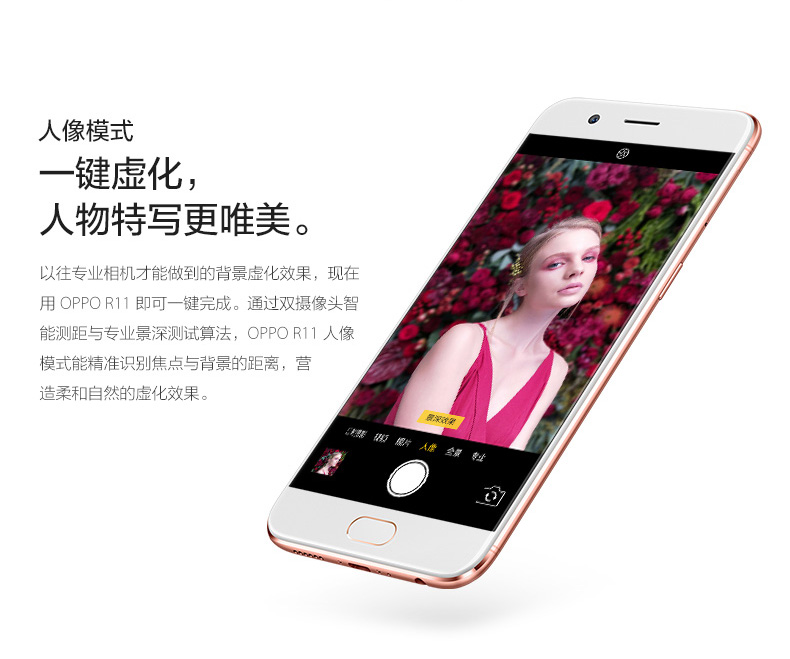 人像模式
一键虚化，
人物特写更唯美。
以往专业相机才能做到的背景虚化效果，现在
用 OPPO R11 即可一键完成。通过双摄像头智
能测距与专业景深测试算法，OPPO R11 人像
模式能精准识别焦点与背景的距离，营
造柔和自然的虚化效果。
景深效果
视频 照片 人像 全景 专业